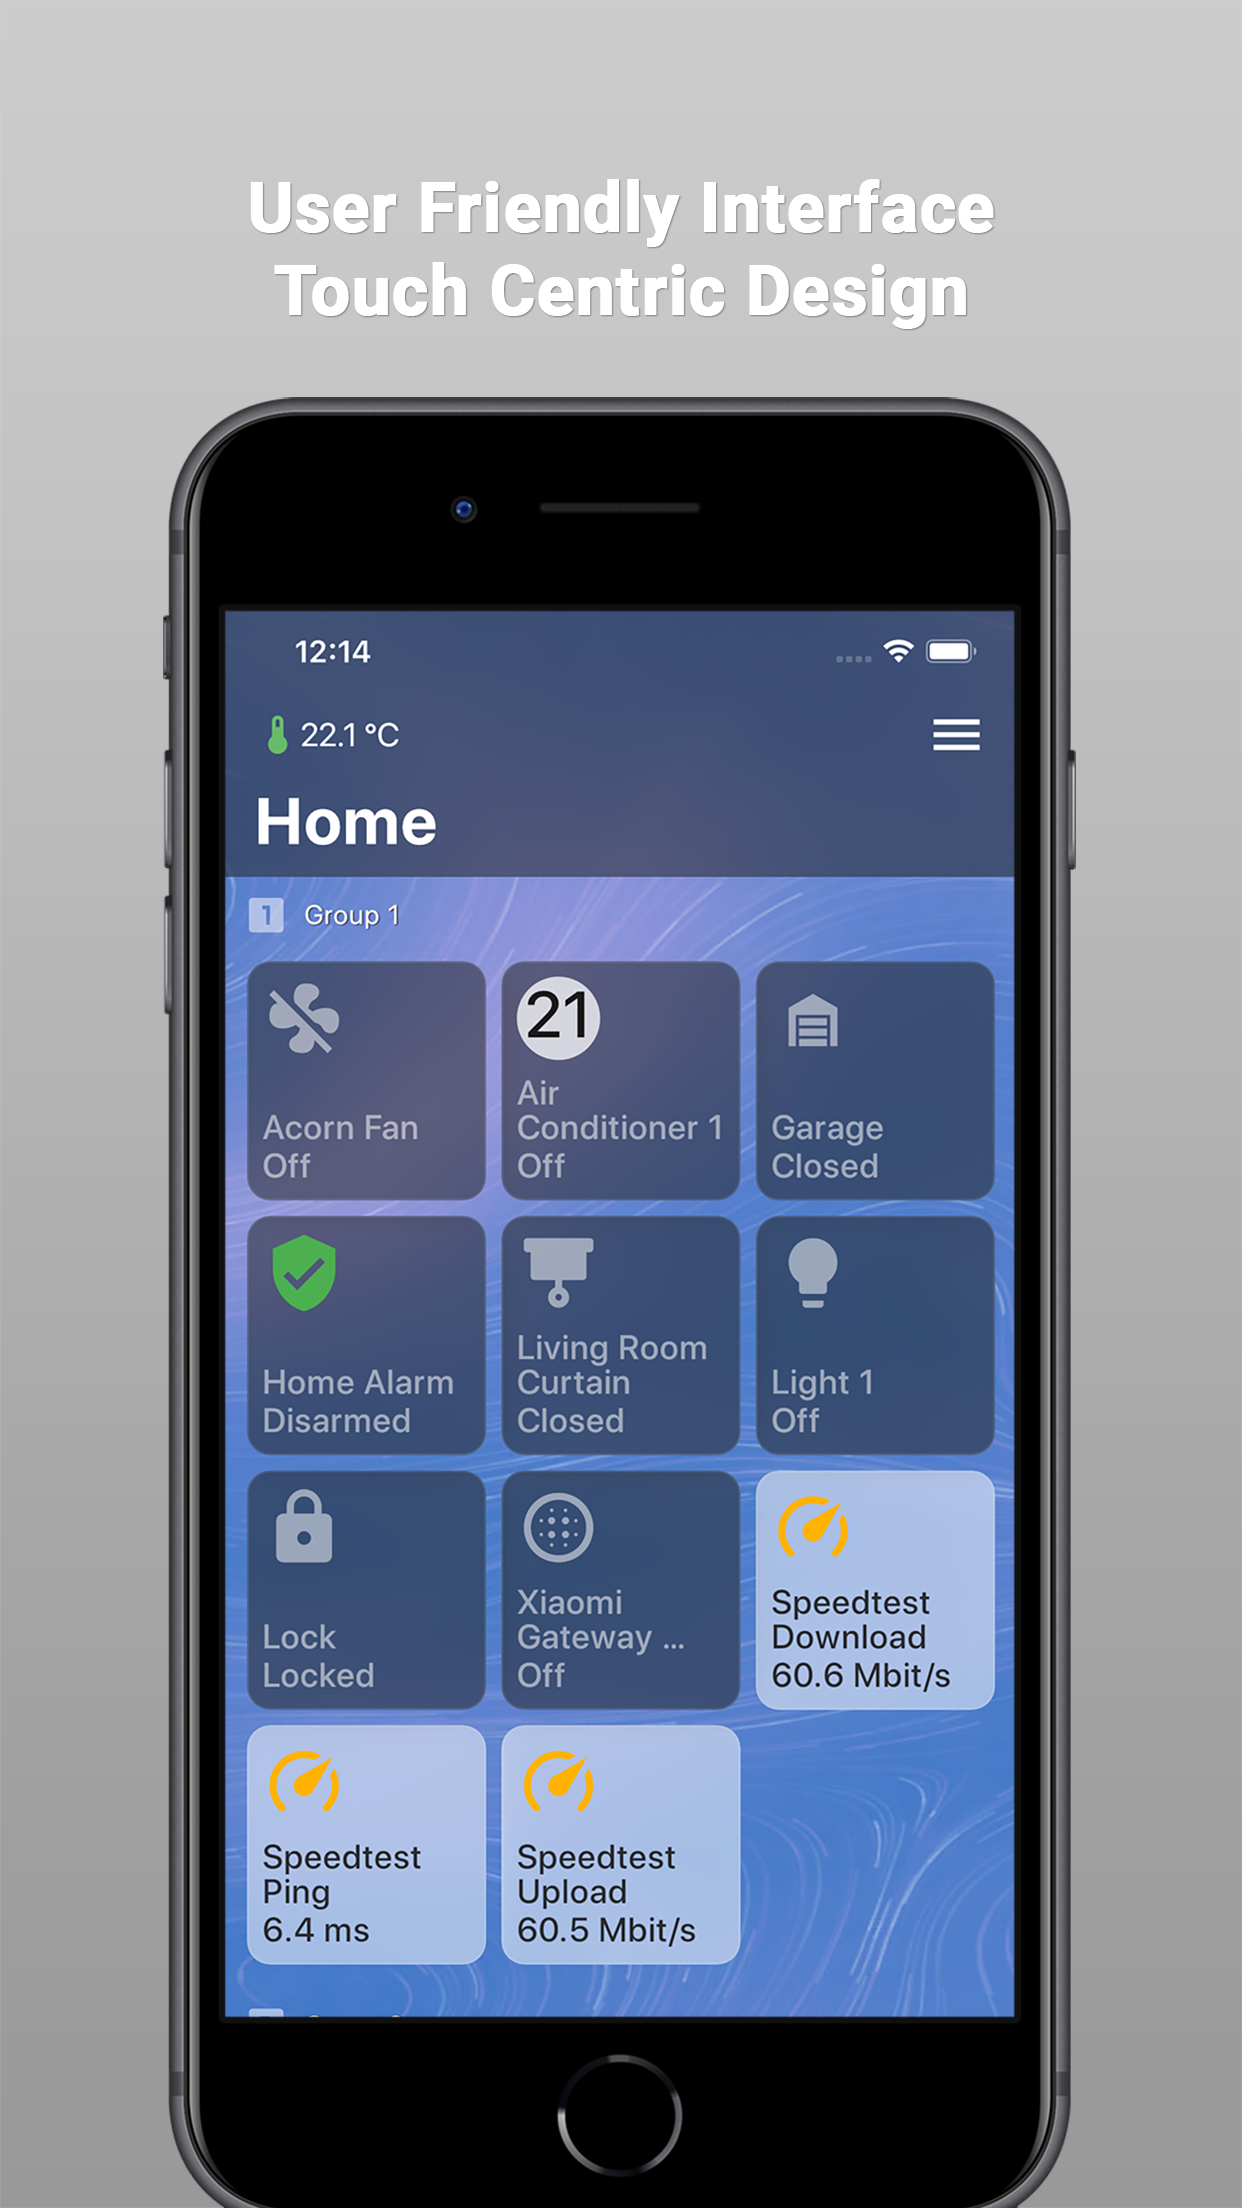 User Friendly Interface
Touch Centric Design
12:14
22.1 °C
Home
1 Group 1
Acorn Fan
Off
21
Air
Conditioner 1
Off
Garage
Closed
Home Alarm
Disarmed
Living Room
Curtain
Closed
Light 1
Off
Lock
Locked
Xiaomi
Gateway ...
Off
Speedtest
Download
60.6 Mbit/s
Speedtest
Ping
6.4 ms
Speedtest
Upload
60.5 Mbit/s